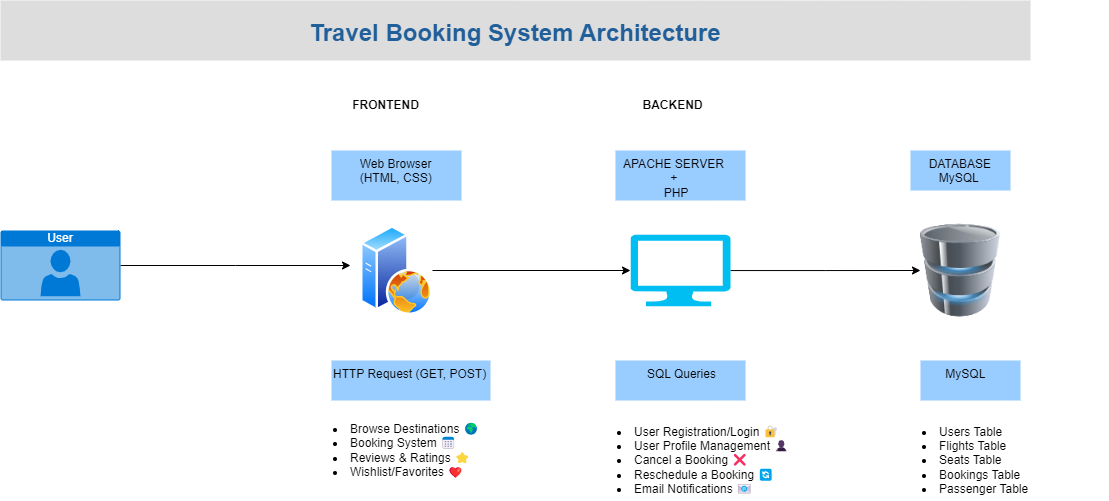 Travel Booking System Architecture
FRONTEND
BACKEND
Web Browser
(HTML, CSS)
APACHE SERVER
+
PHP
DATABASE
MySQL
User
HTTP Request (GET, POST)
SQL Queries
MySQL
Browse Destinations 🌍
Booking System 📅
Reviews & Ratings ⭐
Wishlist/Favorites ❤️
User Registration/Login 🔐
User Profile Management 👤
Cancel a Booking ❌
Reschedule a Booking 🔄
Email Notifications 📧
Users Table
Flights Table
Seats Table
Bookings Table
Passenger Table